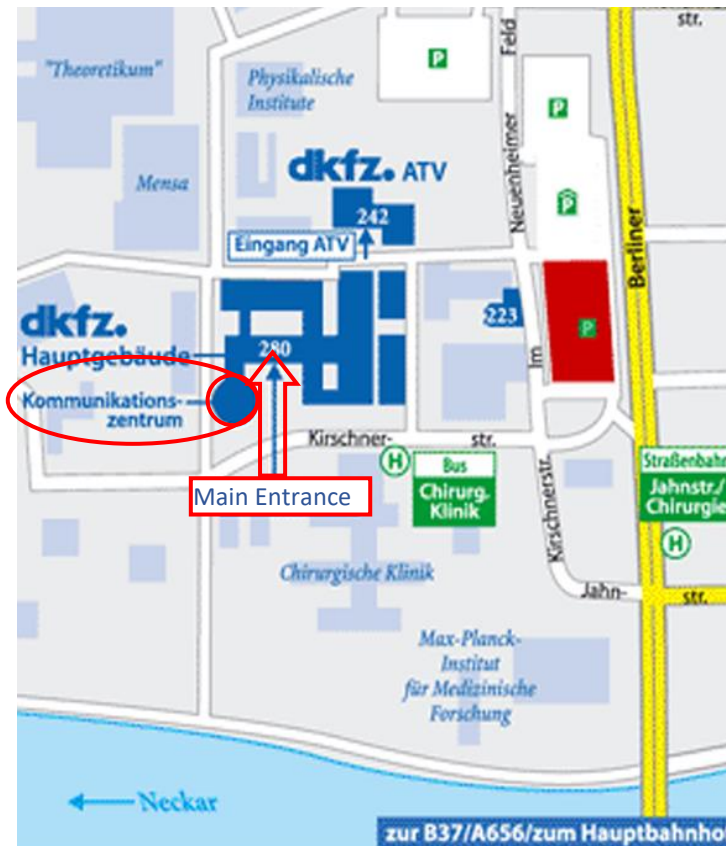 str.
"Theoretikum"
Physikalische
Institute
P
Feld
P
Mensa
dkfz. ATV
Neuenheimer
242
P
Eingang ATV
Berliner
dkfz.
Hauptgebäude
280
223
P
Im
Kommunikations-
zentrum
Kirschner-
str.
H
Bus
Chirurg.
Klinik
Straßenbahn
Jahnstr./
Chirurgie
H
Main Entrance
Kirschnerstr.
Chirurgische Klinik
Jahn-
str.
Max-Planck-
Institut
für Medizinische
Forschung
Neckar
zur B37/A656/zum Hauptbahnho